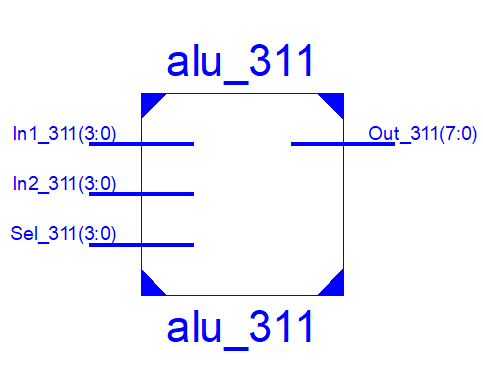 alu_311
In1_311(3:0)
Out_311(7:0)
In2_311(3:0)
Sel_311(3:0)
alu_311